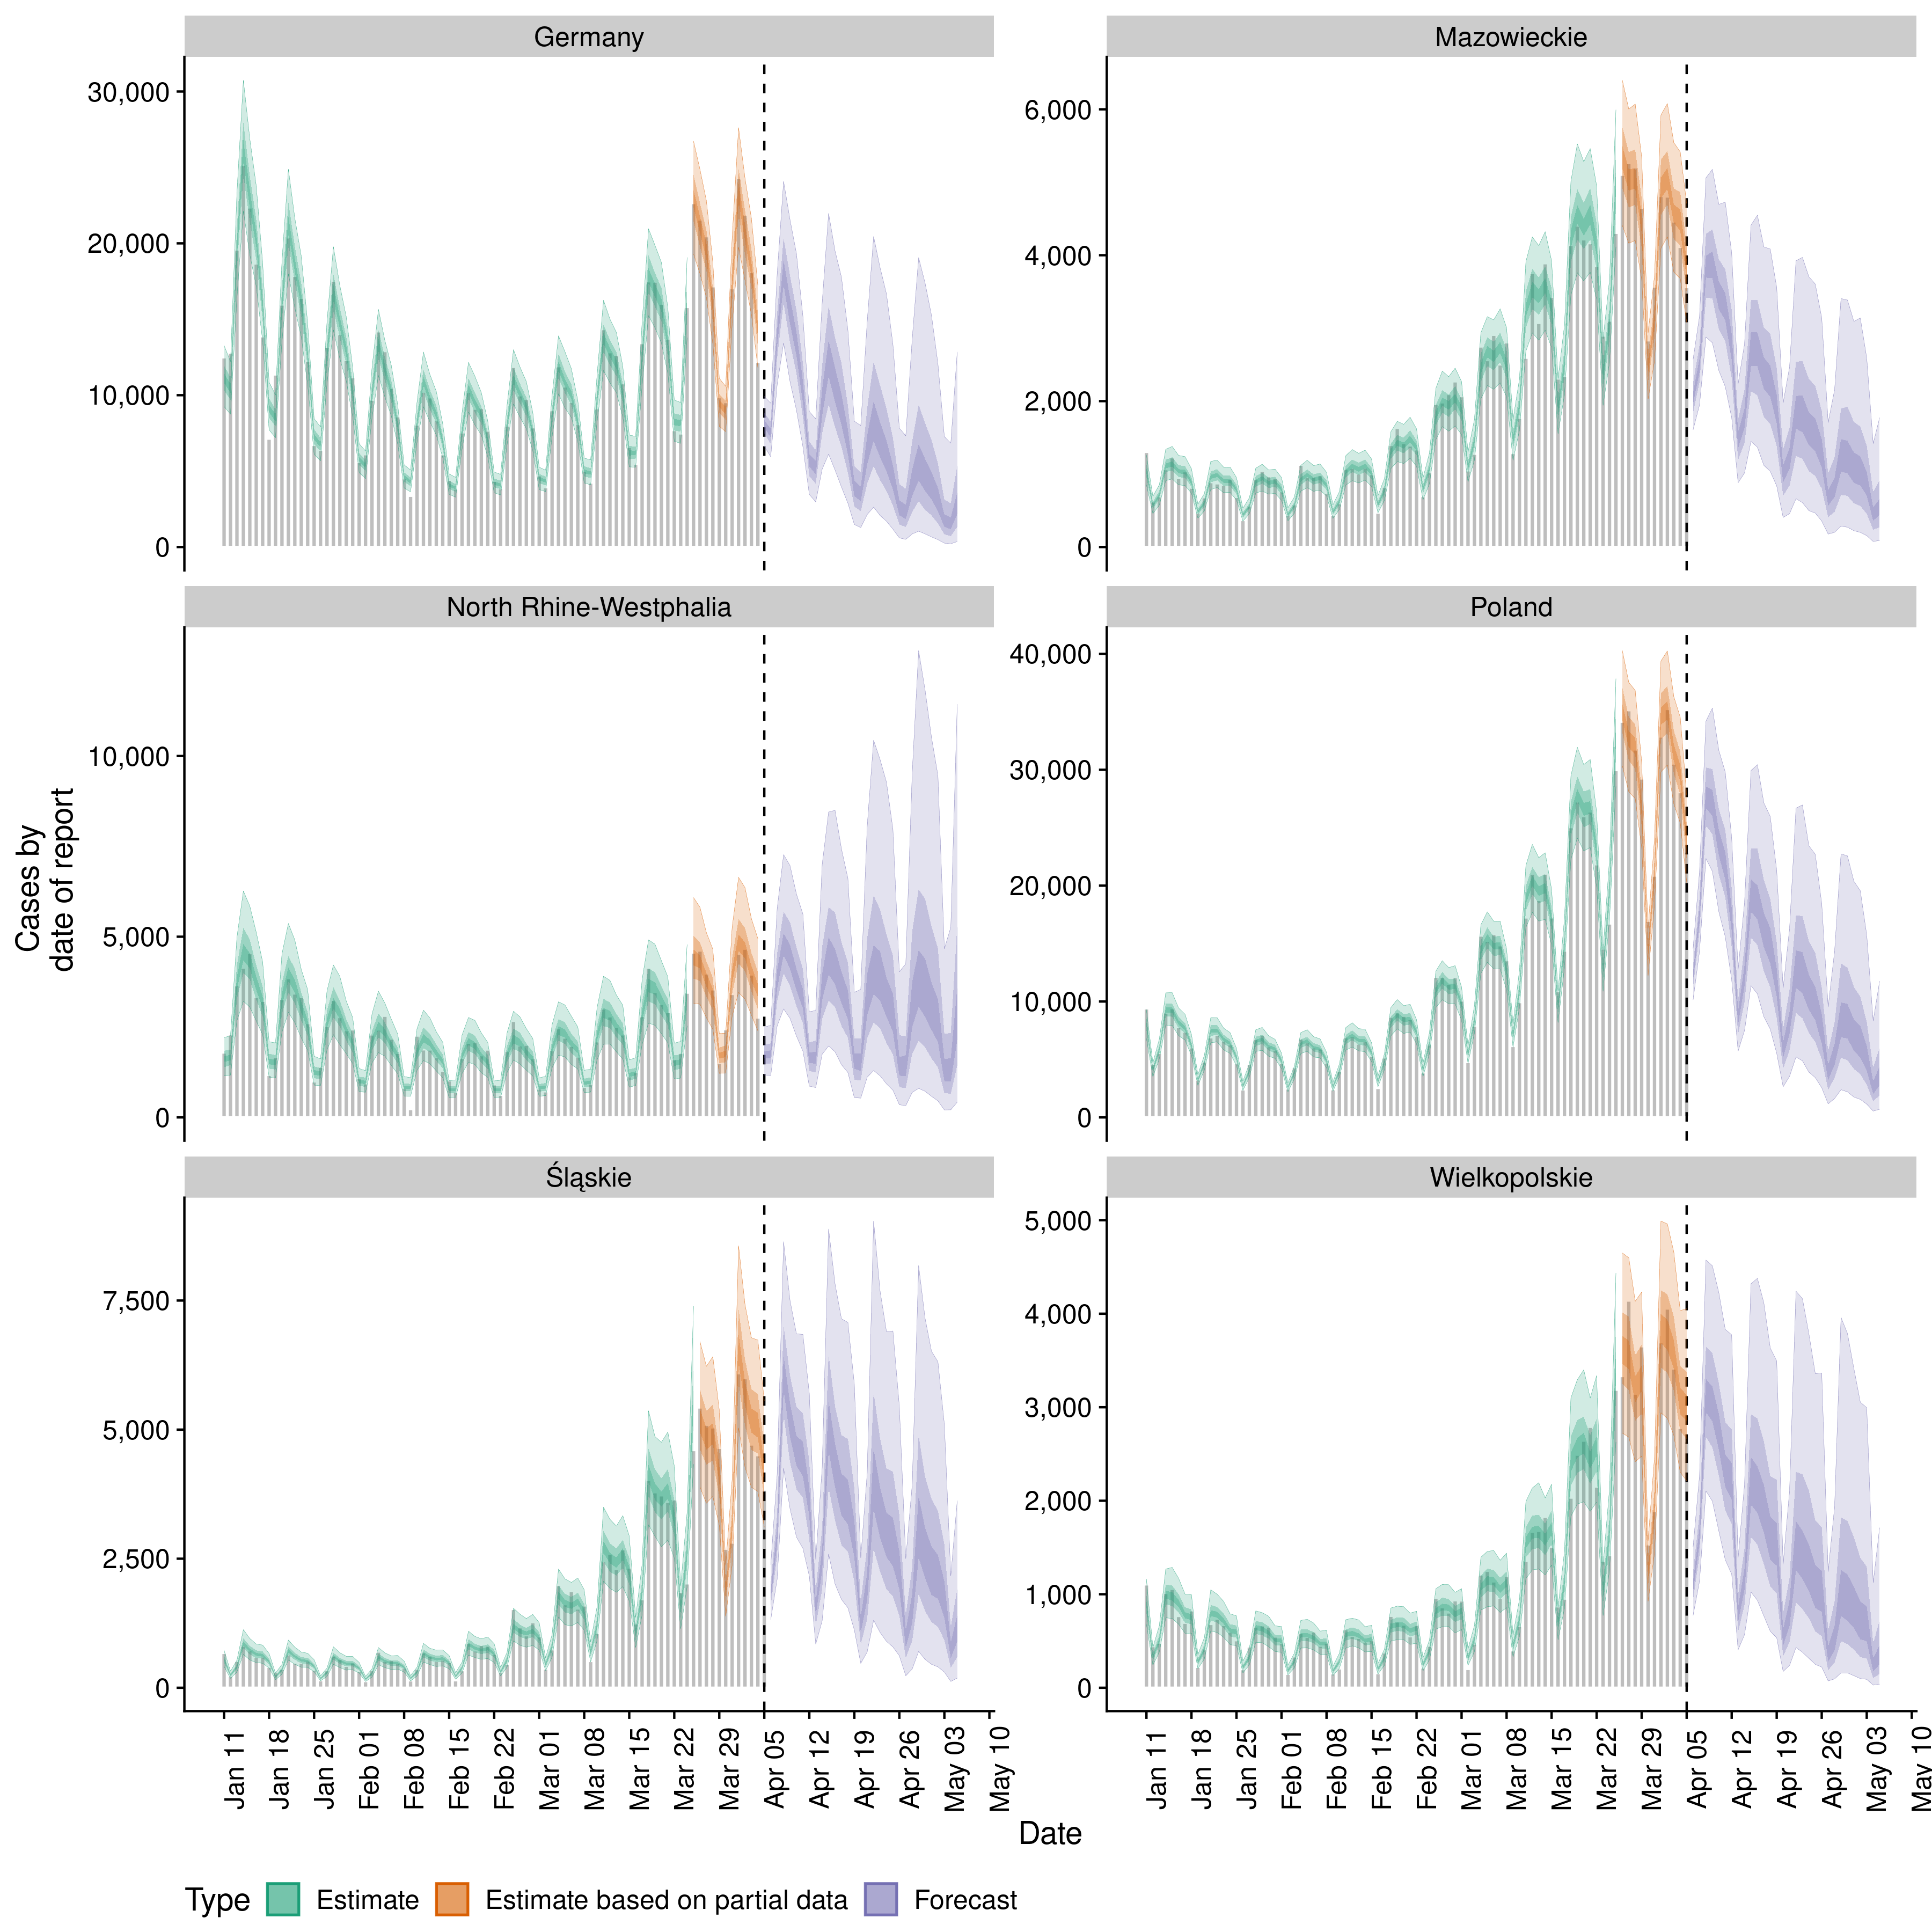 Germany
Mazowieckie
30,000
20,000
10,000
0
6,000
4,000
2,000
0
North Rhine-Westphalia
Poland
10,000
5,000
0
40,000
30,000
20,000
10,000
0
Cases by
date of report
Śląskie
Wielkopolskie
7,500
5,000
2,500
0
5,000
4,000
3,000
2,000
1,000
0
Jan 11
Jan 18
Jan 25
Feb 01
Feb 08
Feb 15
Feb 22
Mar 01
Mar 08
Mar 15
Mar 22
Mar 29
Apr 05
Apr 12
Apr 19
Apr 26
May 03
May 10
Jan 11
Jan 18
Jan 25
Feb 01
Feb 08
Feb 15
Feb 22
Mar 01
Mar 08
Mar 15
Mar 22
Mar 29
Apr 05
Apr 12
Apr 19
Apr 26
May 03
May 10
Date
Type Estimate Estimate based on partial data Forecast